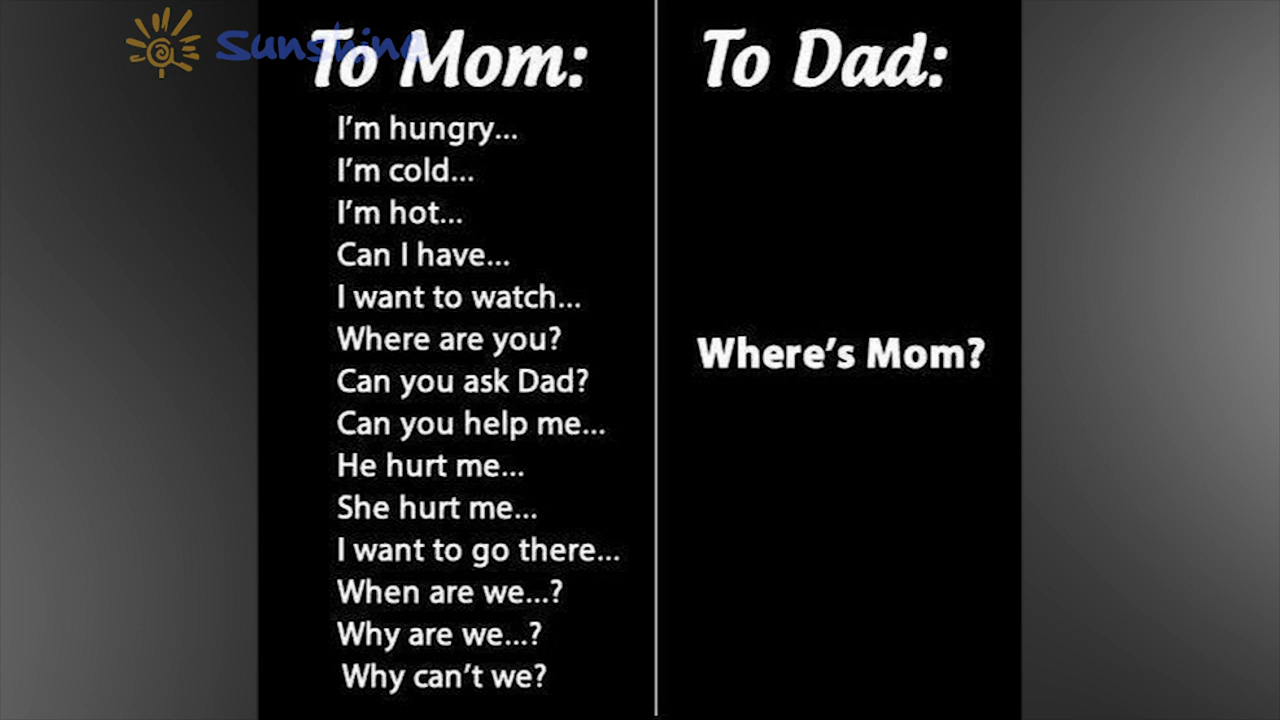 Sunshine
To Mom:
I'm hungry...
I'm cold...
I'm hot...
Can I have...
I want to watch...
Where are you?
Can you ask Dad?
Can you help me...
He hurt me...
She hurt me...
I want to go there...
When are we...?
Why are we...?
Why can't we?
To Dad:
Where's Mom?